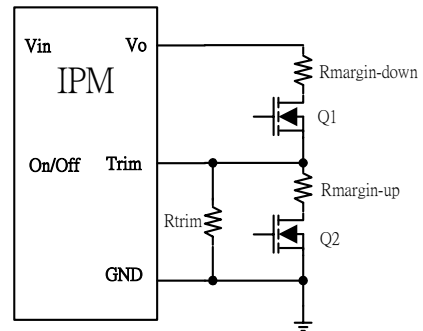 Vin
Vo
IPM
Rmargin-down
Q1
On/Off
Trim
Rmargin-up
Rtrim
Q2
GND